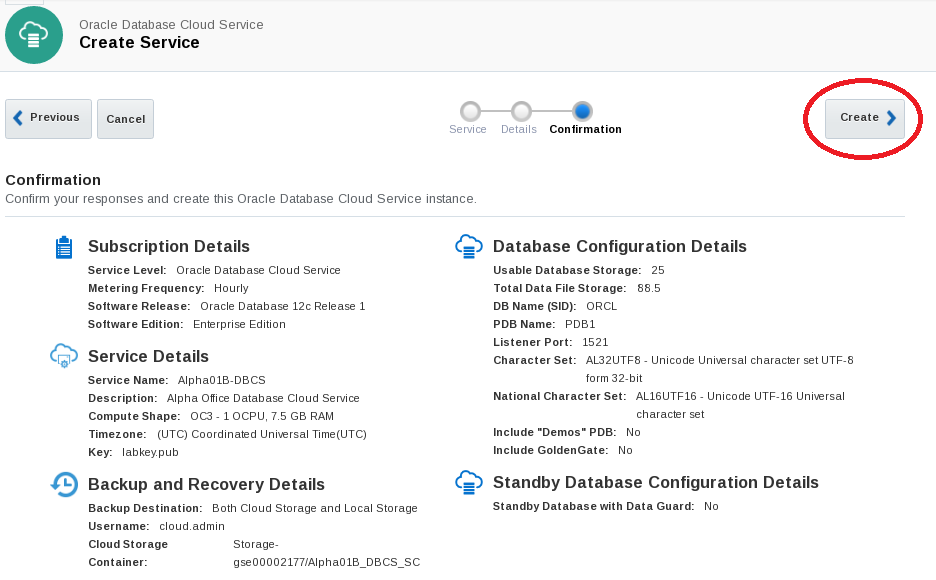 Oracle Database Cloud Service
Create Service
Previous
Cancel
Service
Details
Confirmation
Create
Confirmation
Confirm your responses and create this Oracle Database Cloud Service instance.
Subscription Details
Service Level: Oracle Database Cloud Service
Metering Frequency: Hourly
Software Release: Oracle Database 12c Release 1
Software Edition: Enterprise Edition
Service Details
Service Name: Alpha01B-DBCS
Description: Alpha Office Database Cloud Service
Compute Shape: OC3 - 1 OCPU, 7.5 GB RAM
Timezone: (UTC) Coordinated Universal Time(UTC)
Key: labkey.pub
Backup and Recovery Details
Backup Destination: Both Cloud Storage and Local Storage
Username: cloud.admin
Cloud Storage Storage-
Container: gse00002177/Alpha01B_DBCS_SC
Database Configuration Details
Usable Database Storage: 25
Total Data File Storage: 88.5
DB Name (SID): ORCL
PDB Name: PDB1
Listener Port: 1521
Character Set: AL32UTF8 - Unicode Universal character set UTF-8
form 32-bit
National Character Set: AL16UTF16 - Unicode UTF-16 Universal
character set
Include "Demos" PDB: No
Include GoldenGate: No
Standby Database Configuration Details
Standby Database with Data Guard: No